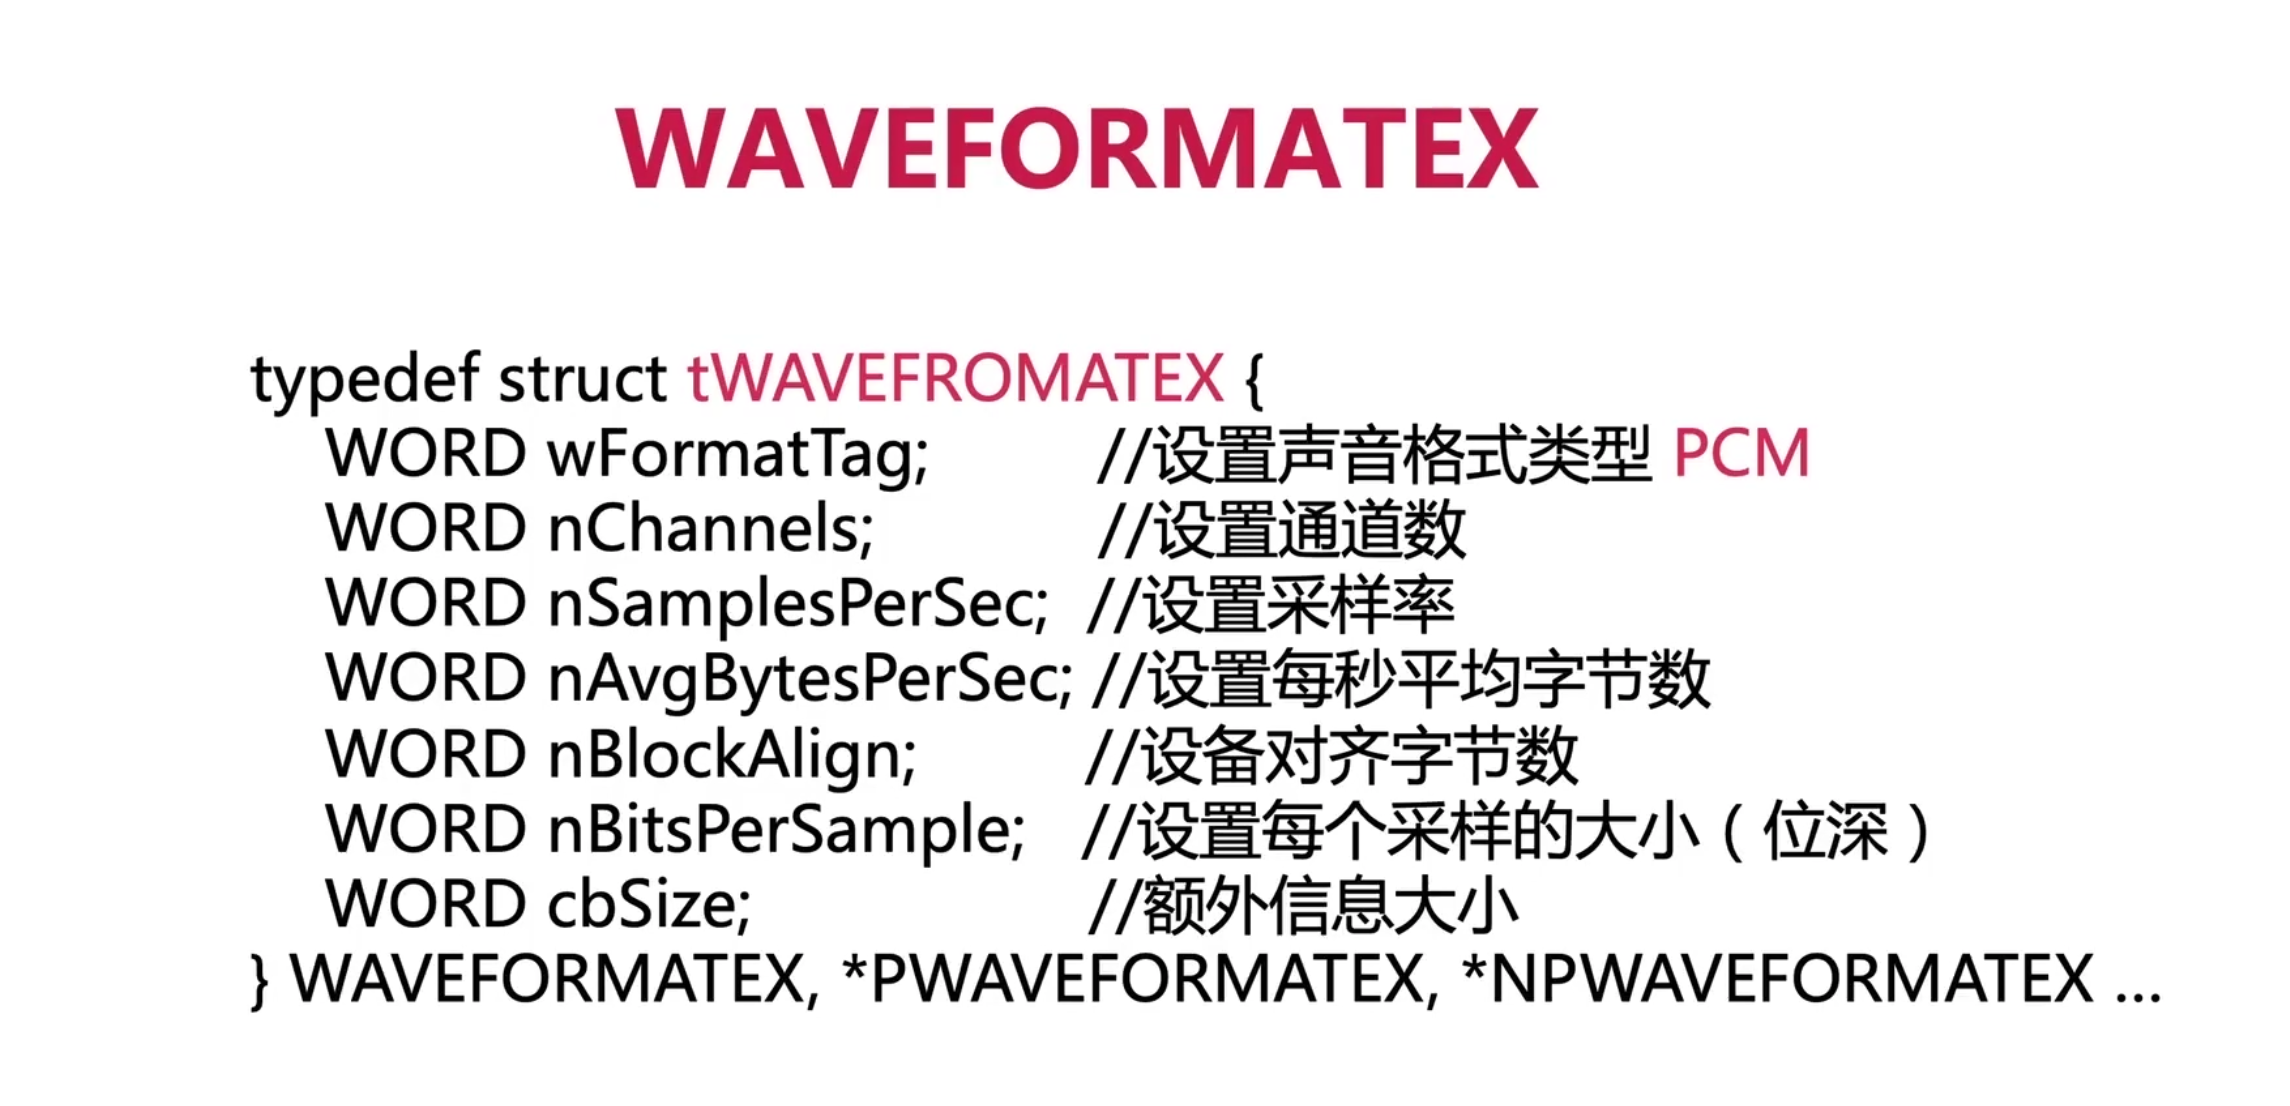 WAVEFORMATEX
typedef struct tWAVEFROMATEX {
WORD wFormatTag; //设置声音格式类型 PCM
WORD nChannels; //设置通道数
WORD nSamplesPerSec; //设置采样率
WORD nAvgBytesPerSec; //设置每秒平均字节数
WORD nBlockAlign; //设备对齐字节数
WORD nBitsPerSample; //设置每个采样的大小（位深）
WORD cbSize; //额外信息大小
} WAVEFORMATEX, *PWAVEFORMATEX, *NPWAVEFORMATEX ...